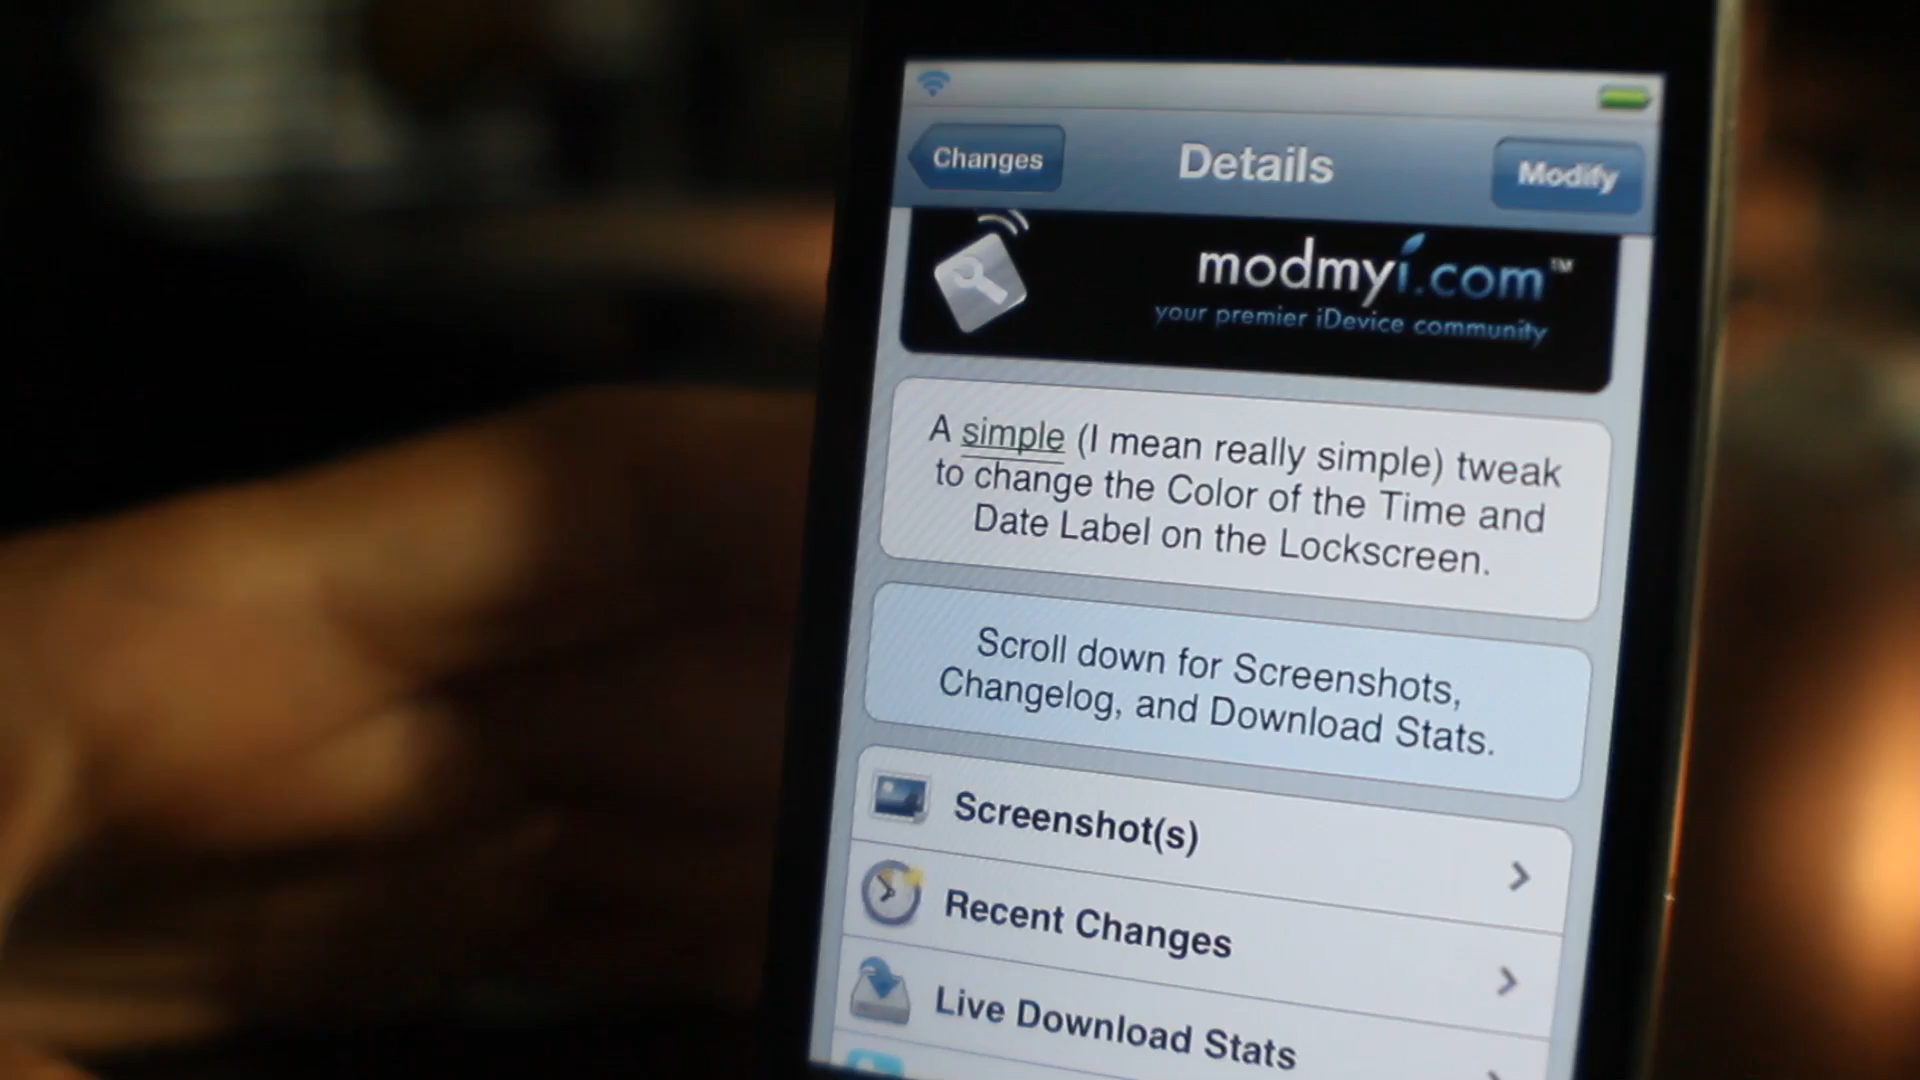 Changes
Details
Modify
modmyi.com™
your premier iDevice community
A simple (I mean really simple) tweak
to change the Color of the Time and
Date Label on the Lockscreen.
Scroll down for Screenshots,
Changelog, and Download Stats.
Screenshot(s)
Recent Changes
Live Download Stats